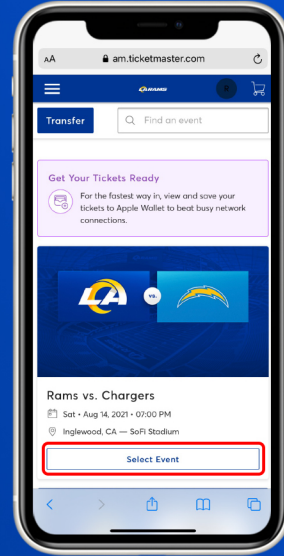 AA am.ticketmaster.com
RAMS
Transfer Find an event
Get Your Tickets Ready
For the fastest way in, view and save your
tickets to Apple Wallet to beat busy network
connections.
LA VS.
Rams vs. Chargers
Sat • Aug 14, 2021 • 07:00 PM
Inglewood, CA — SoFi Stadium
Select Event